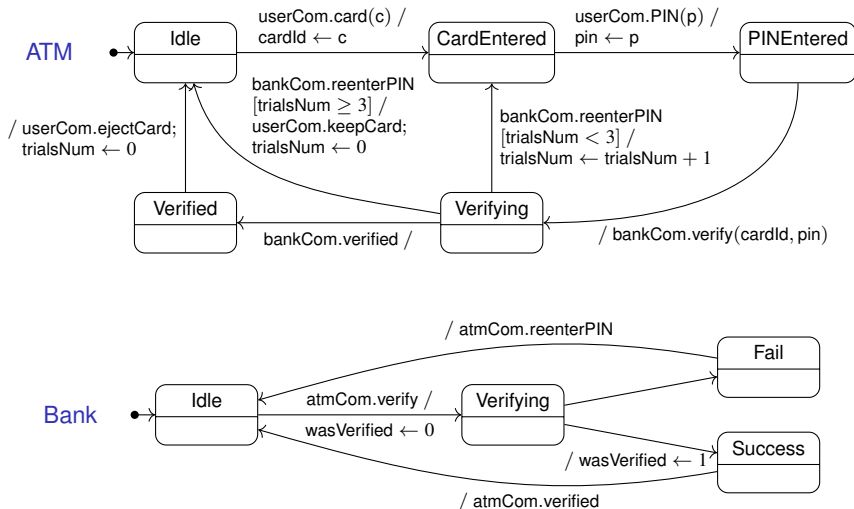 userCom.card(c) /
cardId ← c
userCom.PIN(p) /
pin ← p
ATM
Idle
CardEntered
PINEntered
bankCom.reenterPIN
[trialsNum ≥ 3] /
userCom.keepCard;
trialsNum ← 0
/ userCom.ejectCard;
trialsNum ← 0
bankCom.reenterPIN
[trialsNum < 3] /
trialsNum ← trialsNum + 1
Verified
Verifying
bankCom.verified /
/ bankCom.verify(cardId, pin)
/ atmCom.reenterPIN
Fail
Bank
Idle
atmCom.verify /
wasVerified ← 0
Verifying
Success
/ wasVerified ← 1
/ atmCom.verified